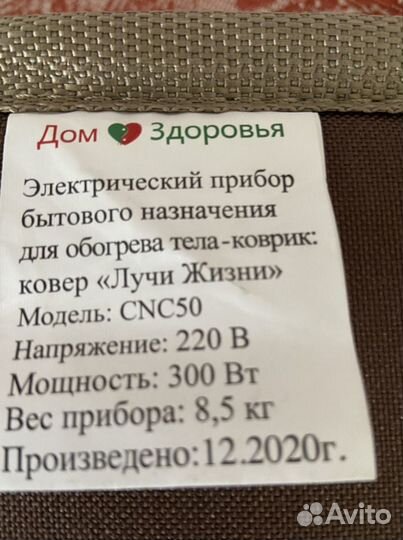 Дом Здоровья
Электрический прибор
бытового назначения
для обогрева тела-коврик:
ковер «Лучи Жизни»
Модель: CNC50
Напряжение: 220 В
Мощность: 300 Вт
Вес прибора: 8,5 кг
Произведено:12.2020г.
Avito